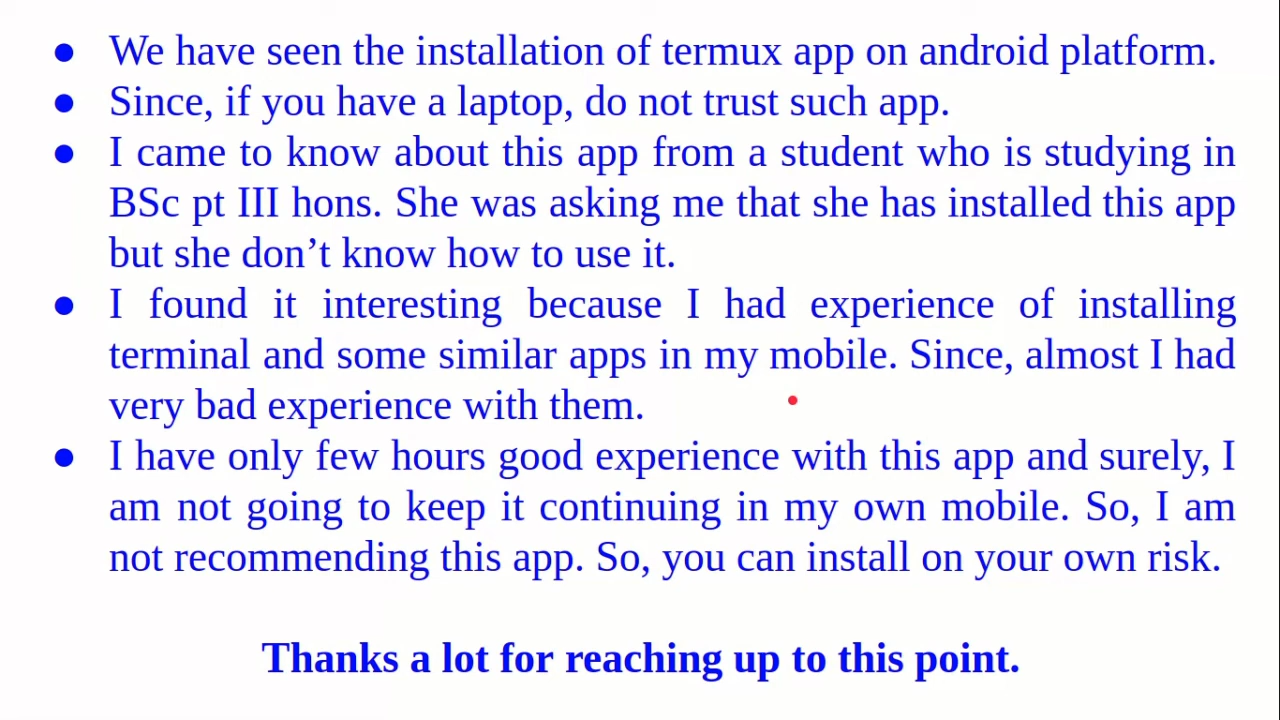 ● We have seen the installation of termux app on android platform.
● Since, if you have a laptop, do not trust such app.
● I came to know about this app from a student who is studying in
BSc pt III hons. She was asking me that she has installed this app
but she don’t know how to use it.
● I found it interesting because I had experience of installing
terminal and some similar apps in my mobile. Since, almost I had
very bad experience with them.
● I have only few hours good experience with this app and surely, I
am not going to keep it continuing in my own mobile. So, I am
not recommending this app. So, you can install on your own risk.
Thanks a lot for reaching up to this point.